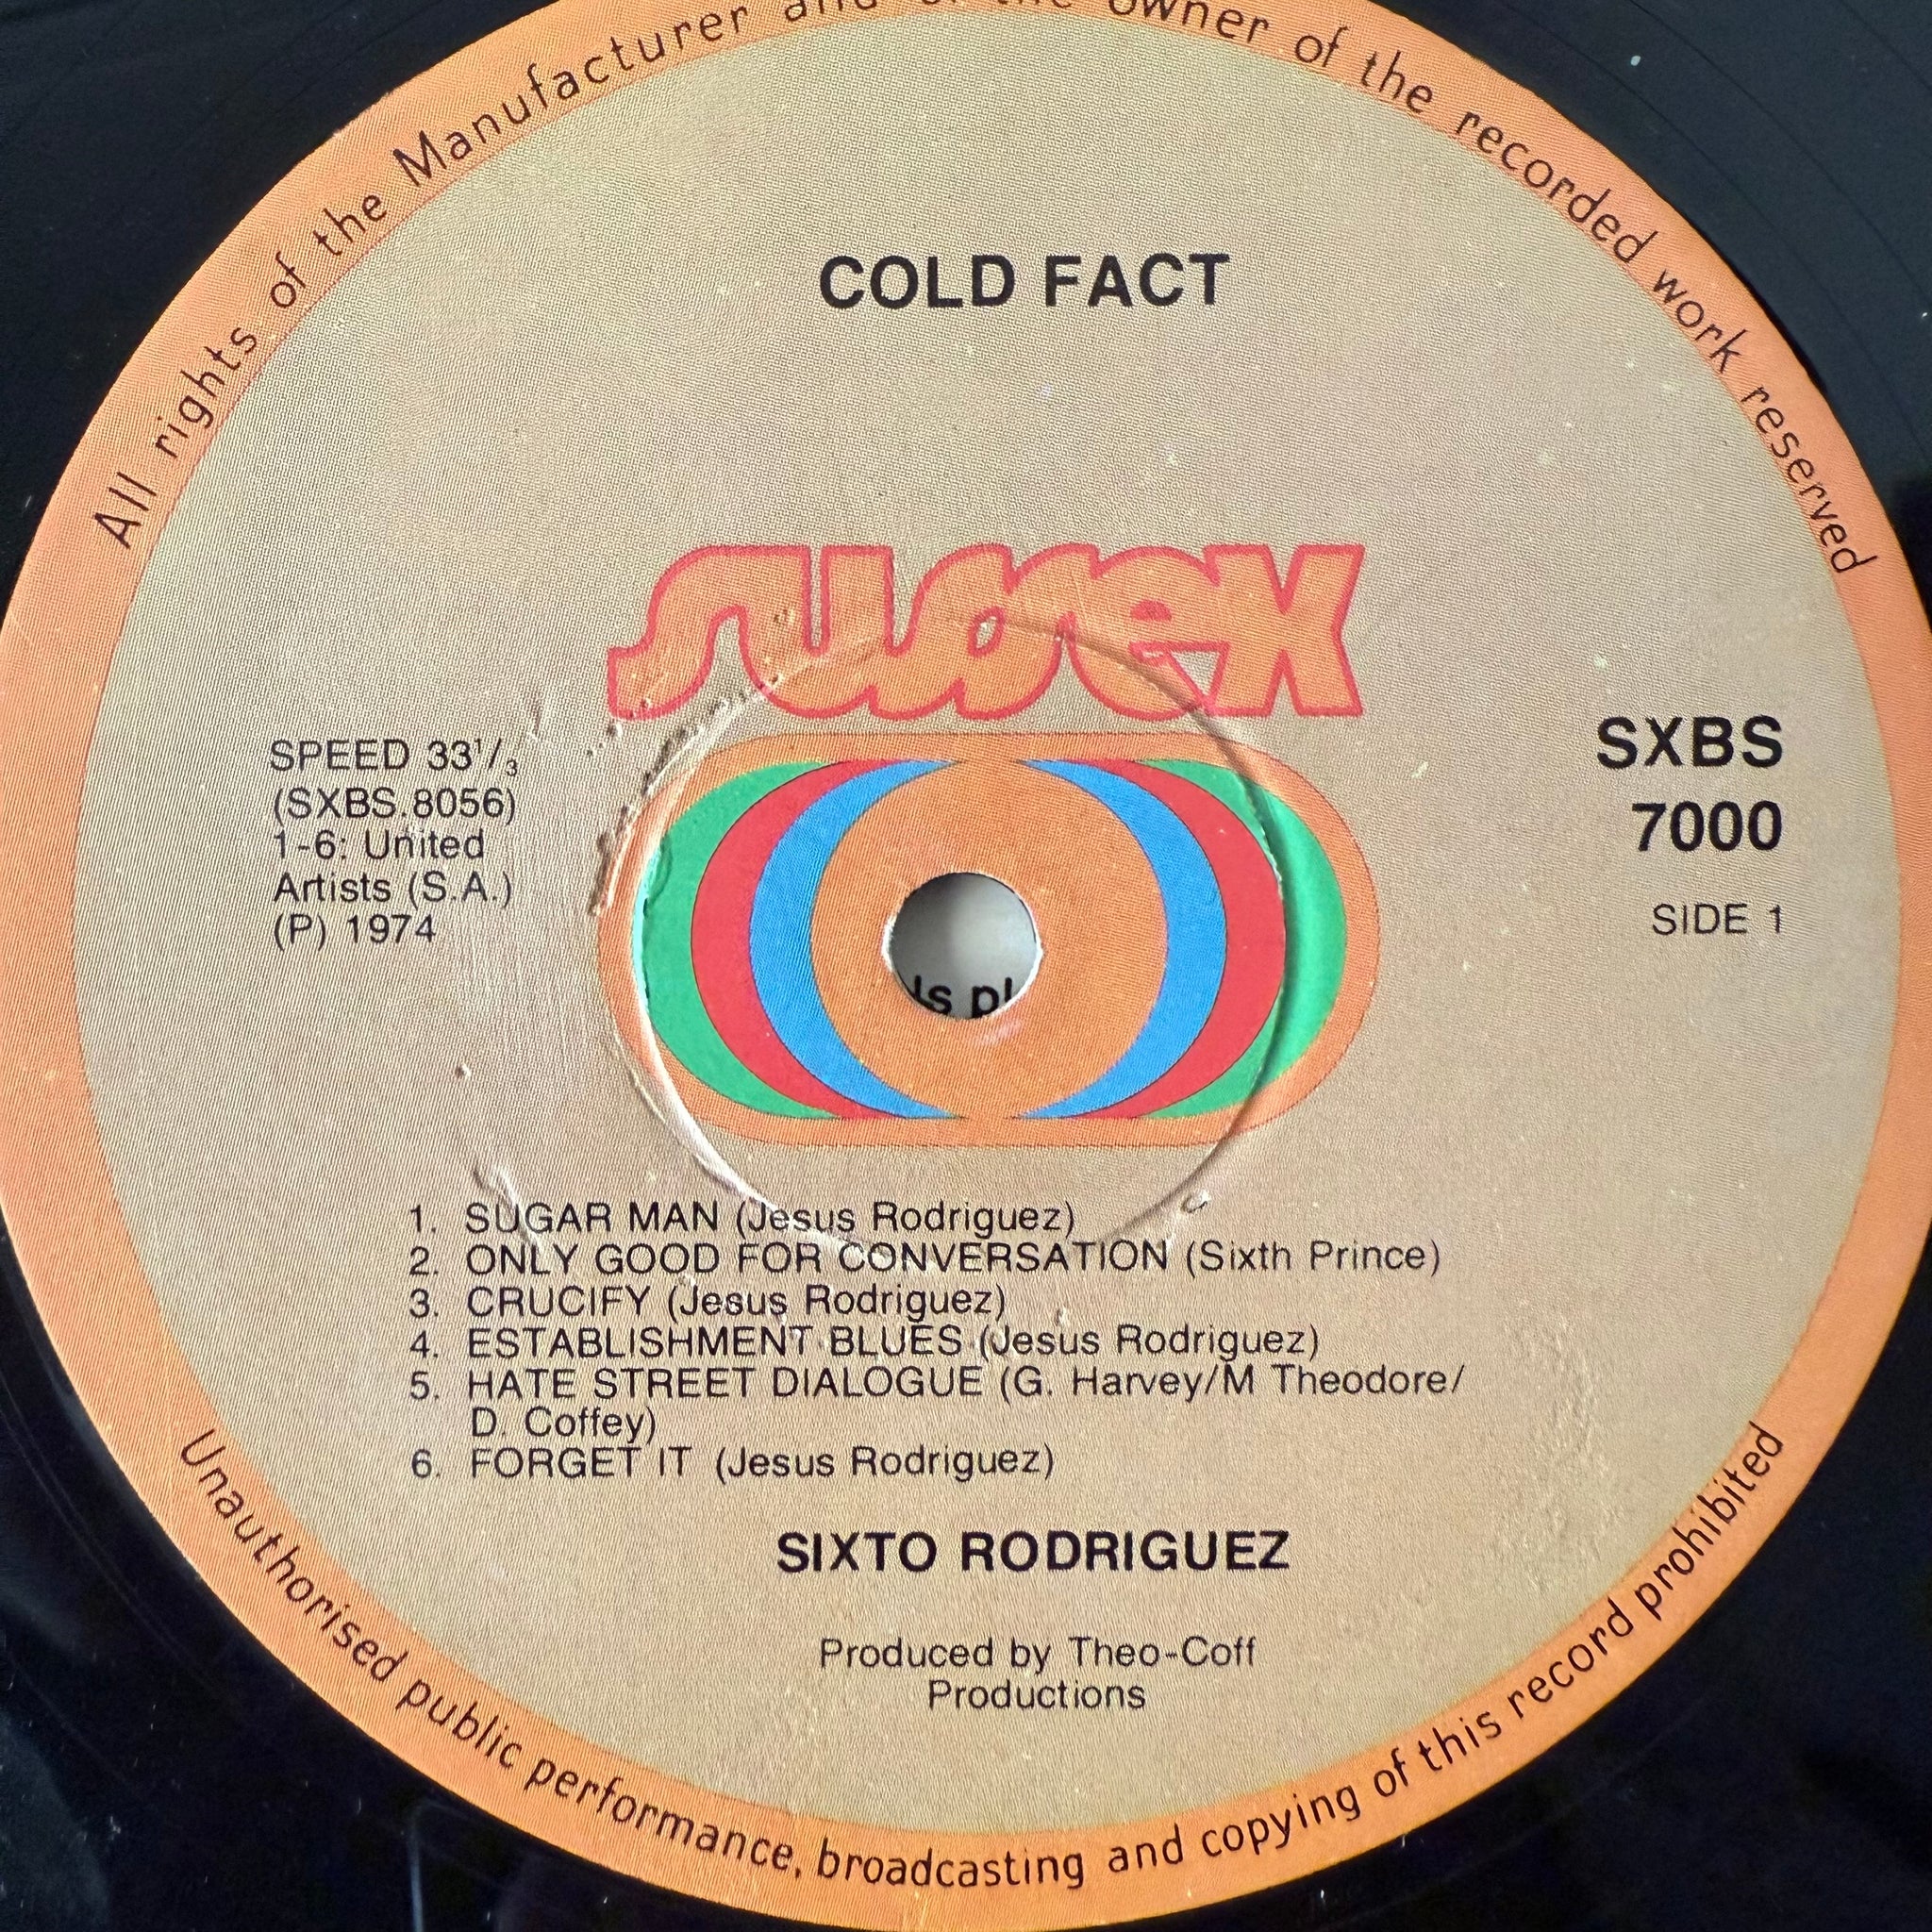 All rights of the Manufacturer and of the owner of the recorded work reserved
COLD FACT
sussex
SPEED 33¹/₃
(SXBS.8056)
1-6: United
Artists (S.A.)
(P) 1974
SXBS
7000
SIDE 1
ls pl
1. SUGAR MAN (Jesus Rodriguez)
2. ONLY GOOD FOR CONVERSATION (Sixth Prince)
3. CRUCIFY (Jesus Rodriguez)
4. ESTABLISHMENT BLUES (Jesus Rodriguez)
5. HATE STREET DIALOGUE (G. Harvey/M Theodore/
D. Coffey)
6. FORGET IT (Jesus Rodriguez)
SIXTO RODRIGUEZ
Produced by Theo-Coff
Productions
Unauthorised public performance, broadcasting and copying of this record prohibited